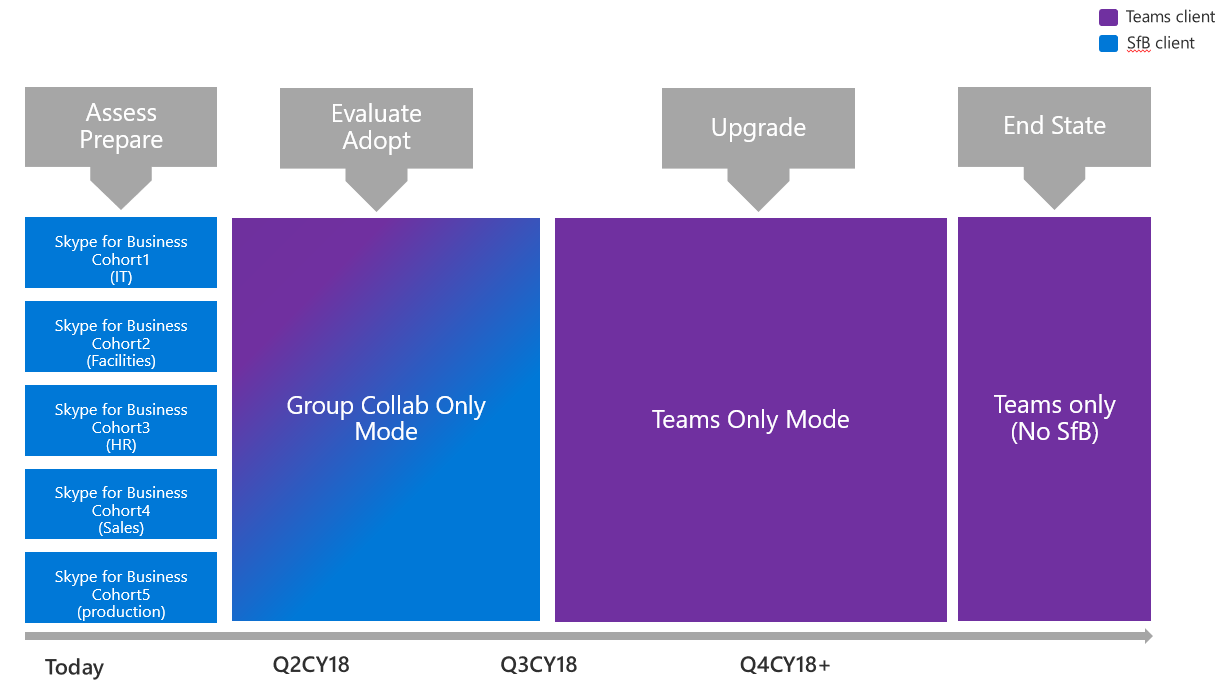 Teams client
SfB client
Assess
Prepare
Evaluate
Adopt
Upgrade
End State
Skype for Business
Cohort1
(IT)
Skype for Business
Cohort2
(Facilities)
Skype for Business
Cohort3
(HR)
Skype for Business
Cohort4
(Sales)
Skype for Business
Cohort5
(production)
Group Collab Only
Mode
Teams Only Mode
Teams only
(No SfB)
Today
Q2CY18
Q3CY18
Q4CY18+